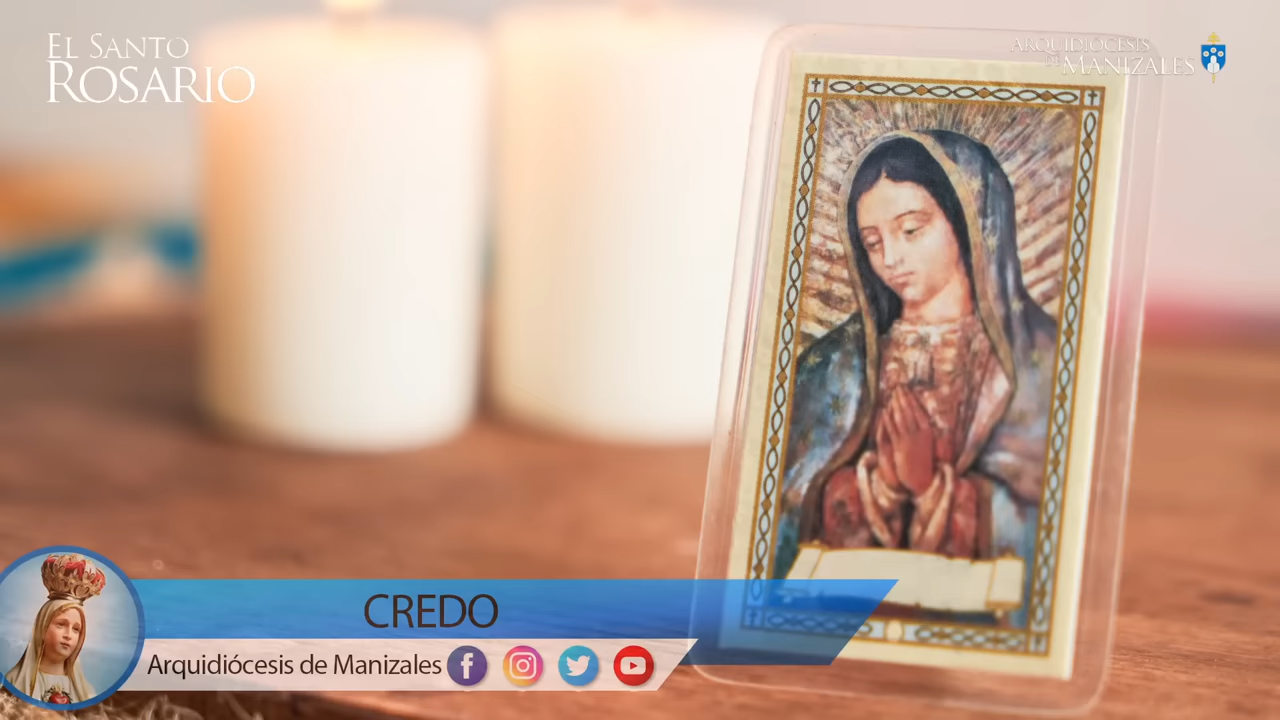 El Santo
Rosario
Arquidiócesis
de Manizales
CREDO
Arquidiócesis de Manizales